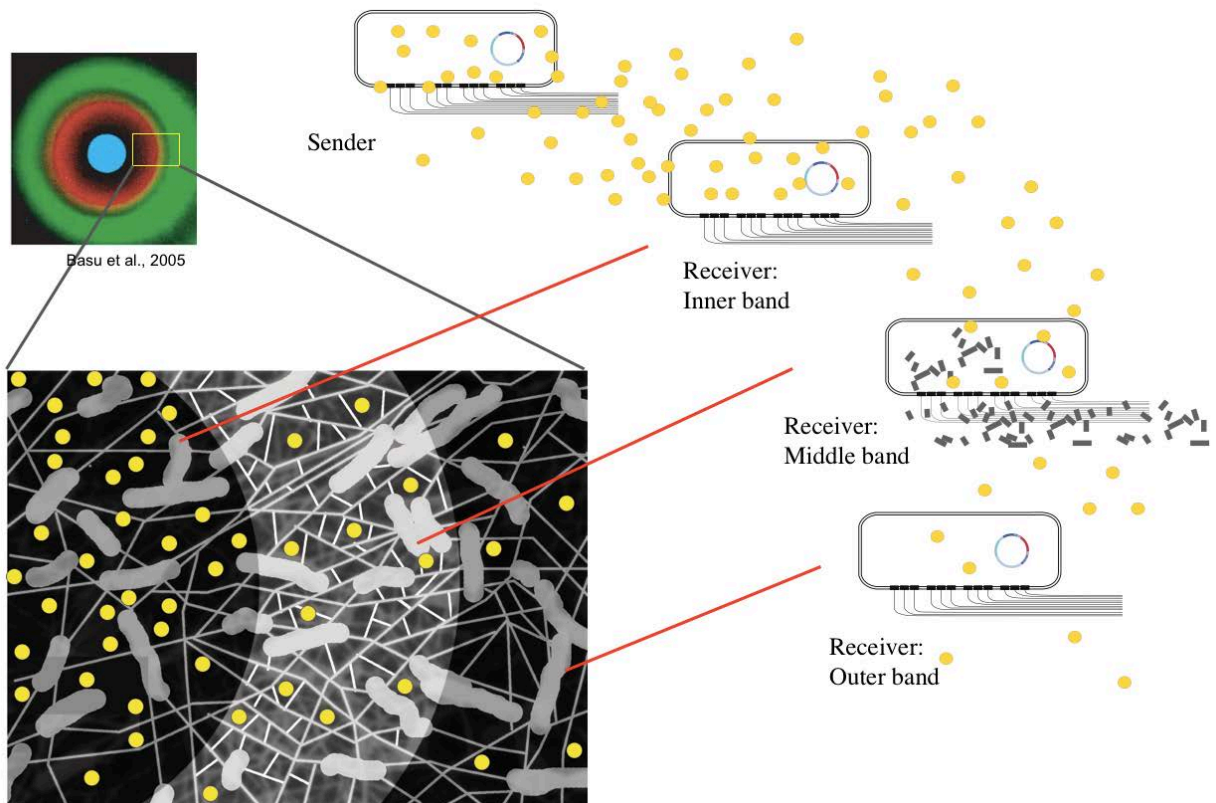 Sender
Basu et al., 2005
Receiver:
Inner band
Receiver:
Middle band
Receiver:
Outer band